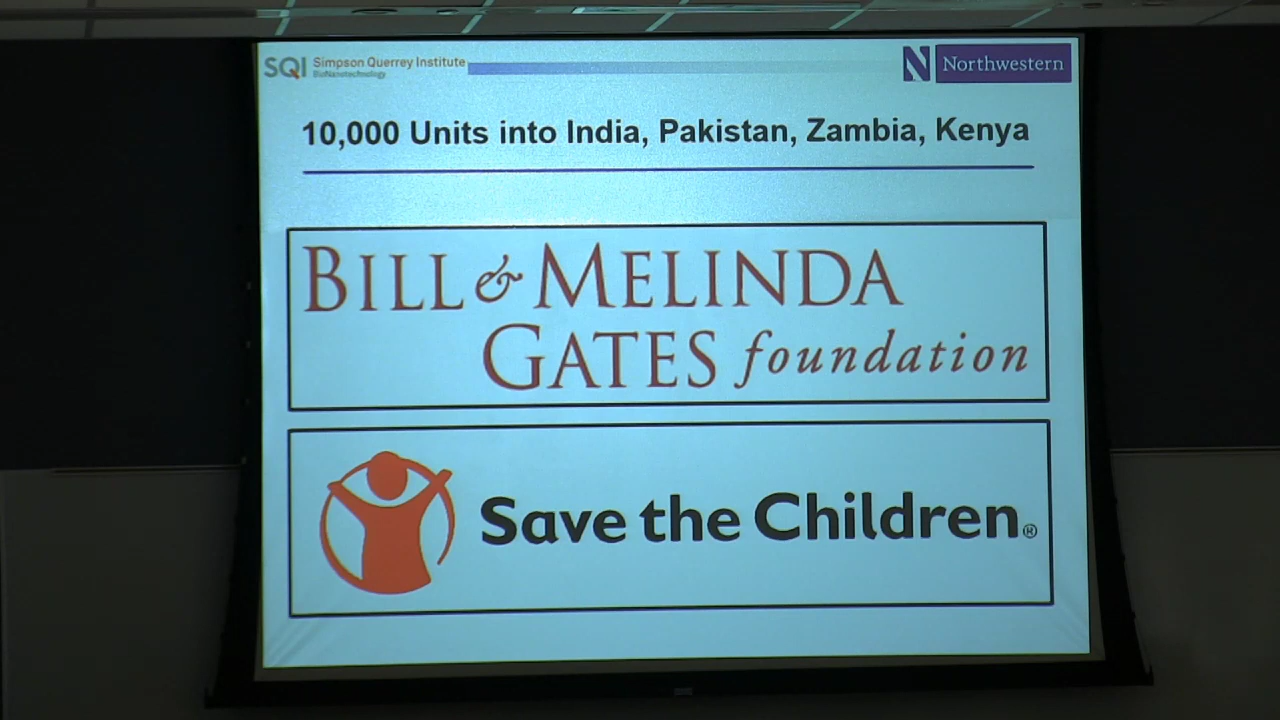 SQI Simpson Querrey Institute
BioNanotechnology
N Northwestern
10,000 Units into India, Pakistan, Zambia, Kenya
BILL & MELINDA
GATES foundation
Save the Children®